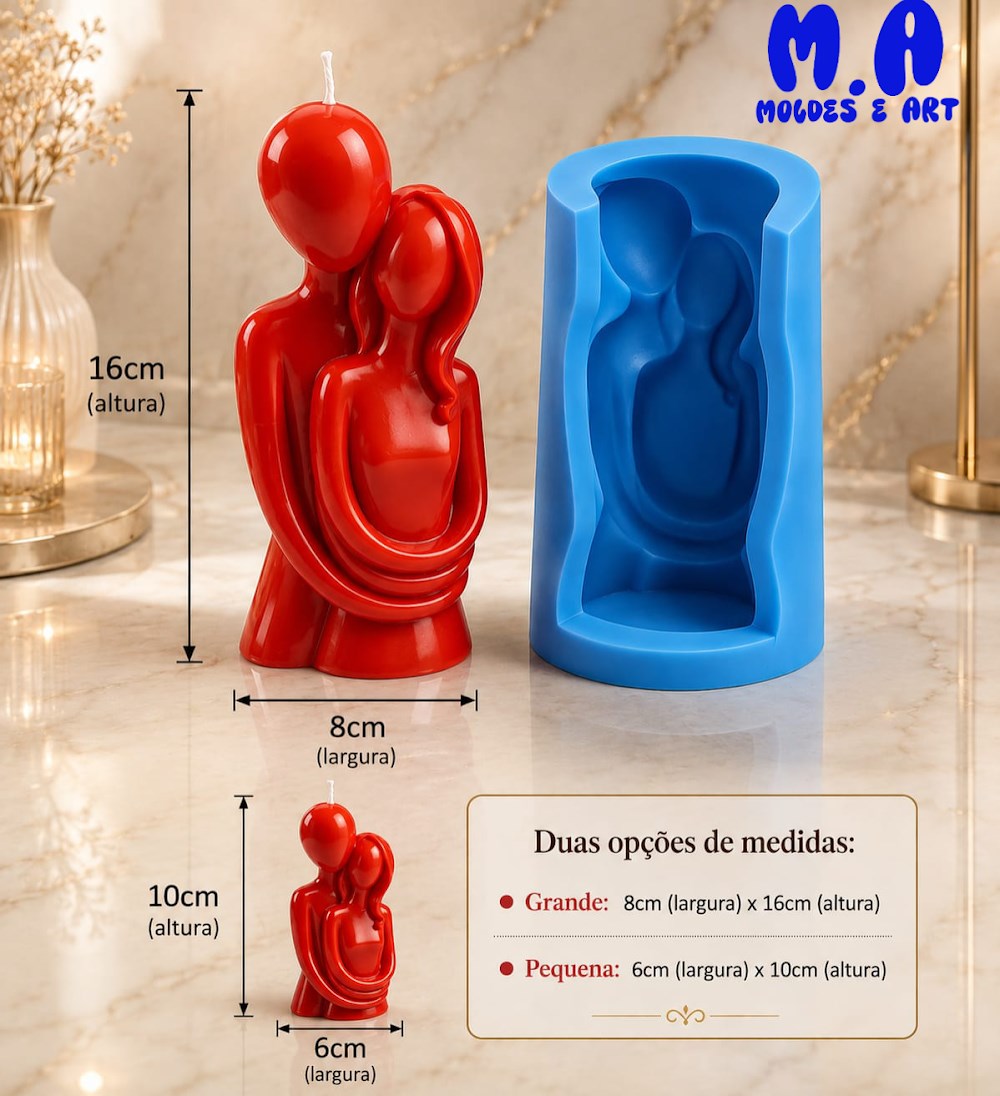 M.A
MOLDES E ART
16cm
(altura)
8cm
(largura)
10cm
(altura)
6cm
(largura)
Duas opções de medidas:
• Grande: 8cm (largura) x 16cm (altura)
• Pequena: 6cm (largura) x 10cm (altura)